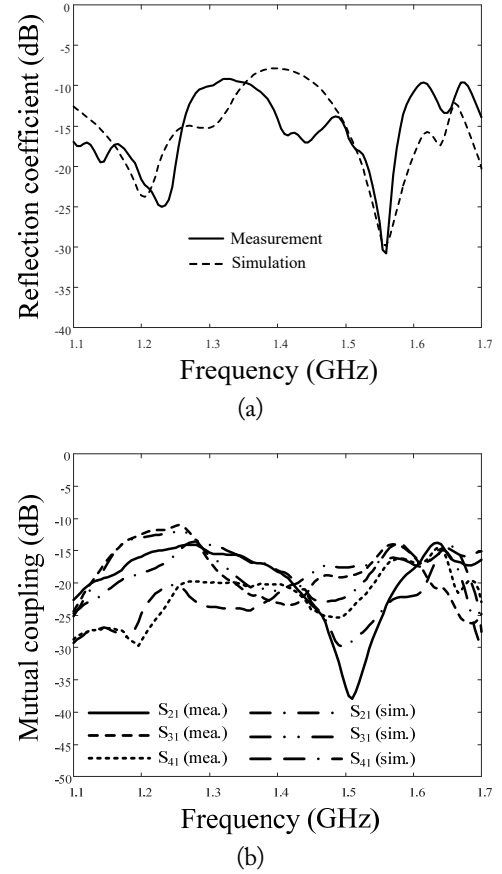 0
-5
-10
-15
-20
-25
-30
-35
-40
Reflection coefficient (dB)
Measurement
Simulation
1.1 1.2 1.3 1.4 1.5 1.6 1.7
Frequency (GHz)
(a)
0
-5
-10
-15
-20
-25
-30
-35
-40
-45
-50
Mutual coupling (dB)
S21 (mea.) S21 (sim.)
S31 (mea.) S31 (sim.)
S41 (mea.) S41 (sim.)
1.1 1.2 1.3 1.4 1.5 1.6 1.7
Frequency (GHz)
(b)